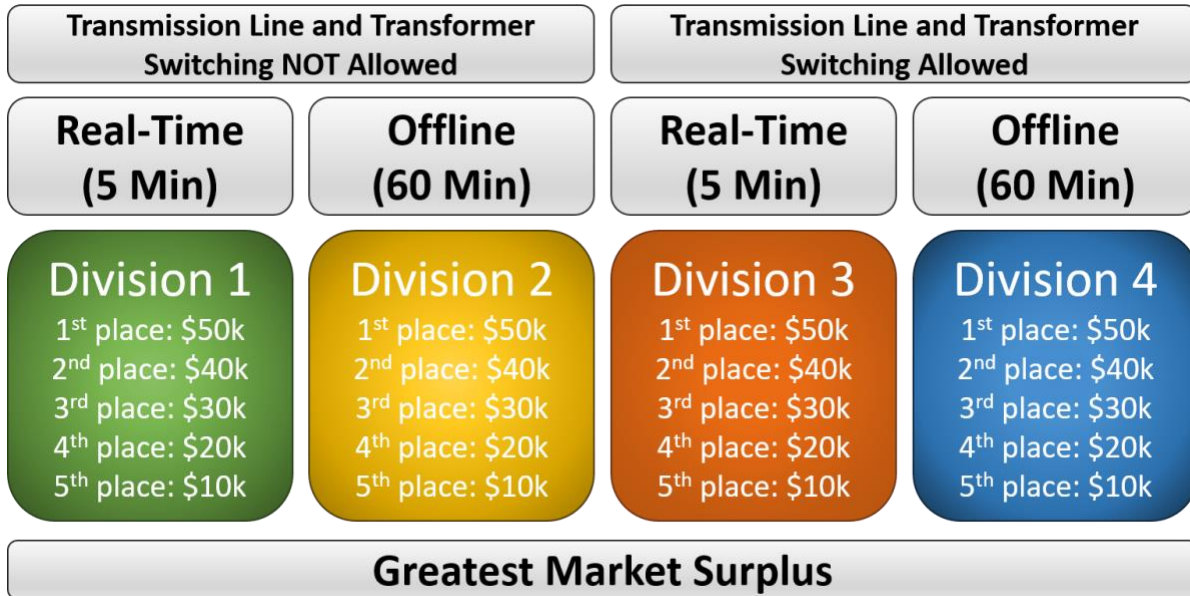 Transmission Line and Transformer
Switching NOT Allowed
Transmission Line and Transformer
Switching Allowed
Real-Time
(5 Min)
Offline
(60 Min)
Real-Time
(5 Min)
Offline
(60 Min)
Division 1
1st place: $50k
2nd place: $40k
3rd place: $30k
4th place: $20k
5th place: $10k
Division 2
1st place: $50k
2nd place: $40k
3rd place: $30k
4th place: $20k
5th place: $10k
Division 3
1st place: $50k
2nd place: $40k
3rd place: $30k
4th place: $20k
5th place: $10k
Division 4
1st place: $50k
2nd place: $40k
3rd place: $30k
4th place: $20k
5th place: $10k
Greatest Market Surplus